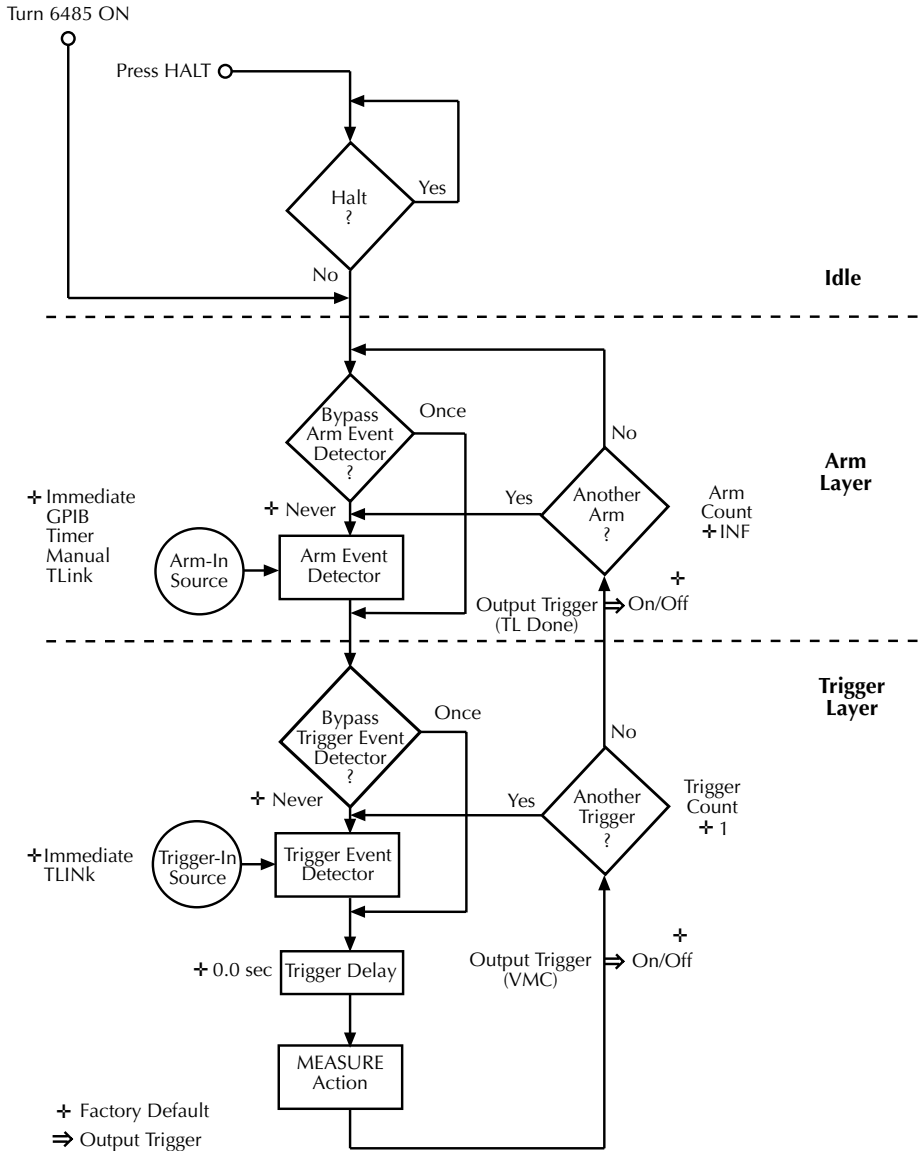 Turn 6485 ON
Press HALT
Halt
?
Yes
No
Idle
Bypass
Arm Event
Detector
?
Once
No
Arm
Layer
✛ Immediate
GPIB
Timer
Manual
TLink
✛ Never
Yes
Another
Arm
?
Arm
Count
✛ INF
Arm-In
Source
Arm Event
Detector
Output Trigger
(TL Done)
✛
⇒ On/Off
Trigger
Layer
Bypass
Trigger Event
Detector
?
Once
No
✛ Never
Yes
Another
Trigger
?
Trigger
Count
✛ 1
✛ Immediate
TLINk
Trigger-In
Source
Trigger Event
Detector
✛ 0.0 sec
Trigger Delay
Output Trigger
(VMC)
✛
⇒ On/Off
MEASURE
Action
✛ Factory Default
⇒ Output Trigger